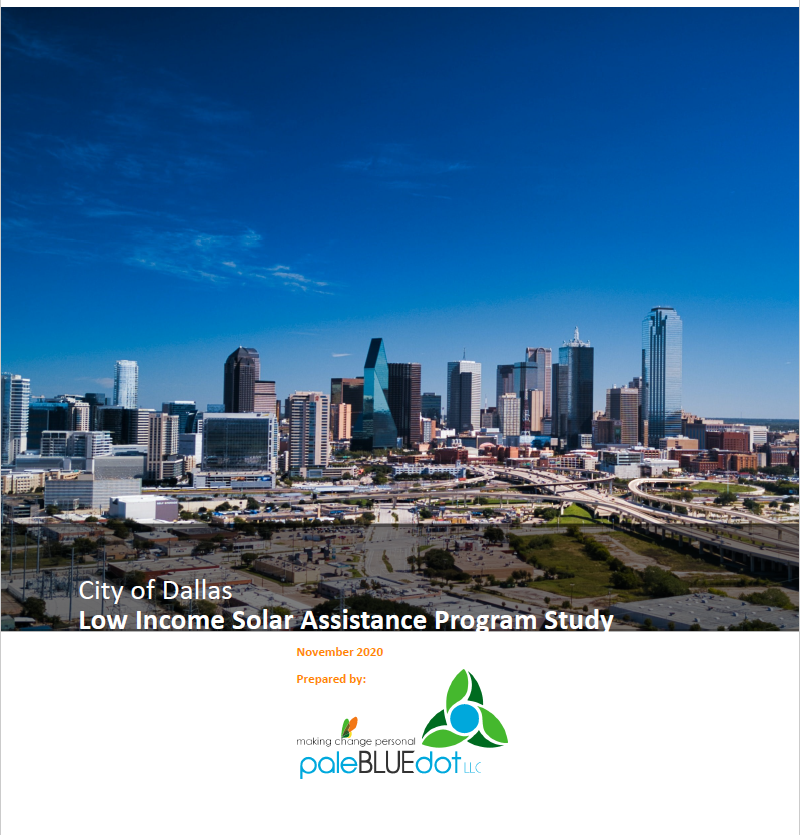 City of Dallas
Low Income Solar Assistance Program Study
November 2020
Prepared by:
making change personal
paleBLUEdot LLC